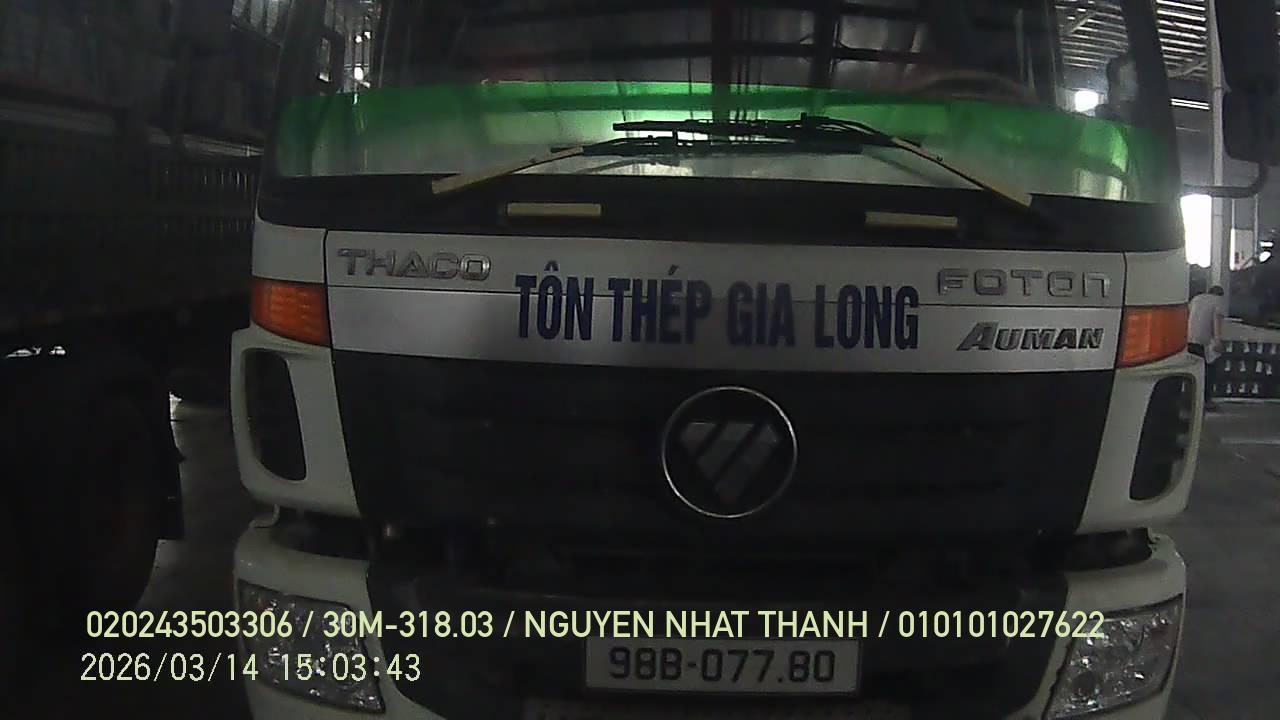 THACO
TÔN THÉP GIA LONG
FOTON
AUMAN
020243503306 / 30M-318.03 / NGUYEN NHAT THANH / 010101027622
98B-077.80
2026/03/14 15:03:43